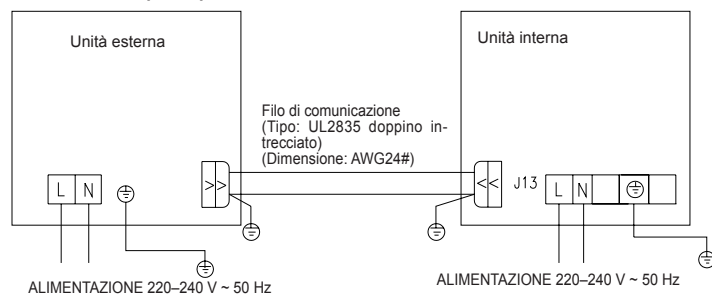 Unità esterna
Unità interna
Filo di comunicazione
(Tipo: UL2835 doppino in-
trecciato)
(Dimensione: AWG24#)
L N
>>
<<
J13
L N
ALIMENTAZIONE 220–240 V ~ 50 Hz
ALIMENTAZIONE 220–240 V ~ 50 Hz